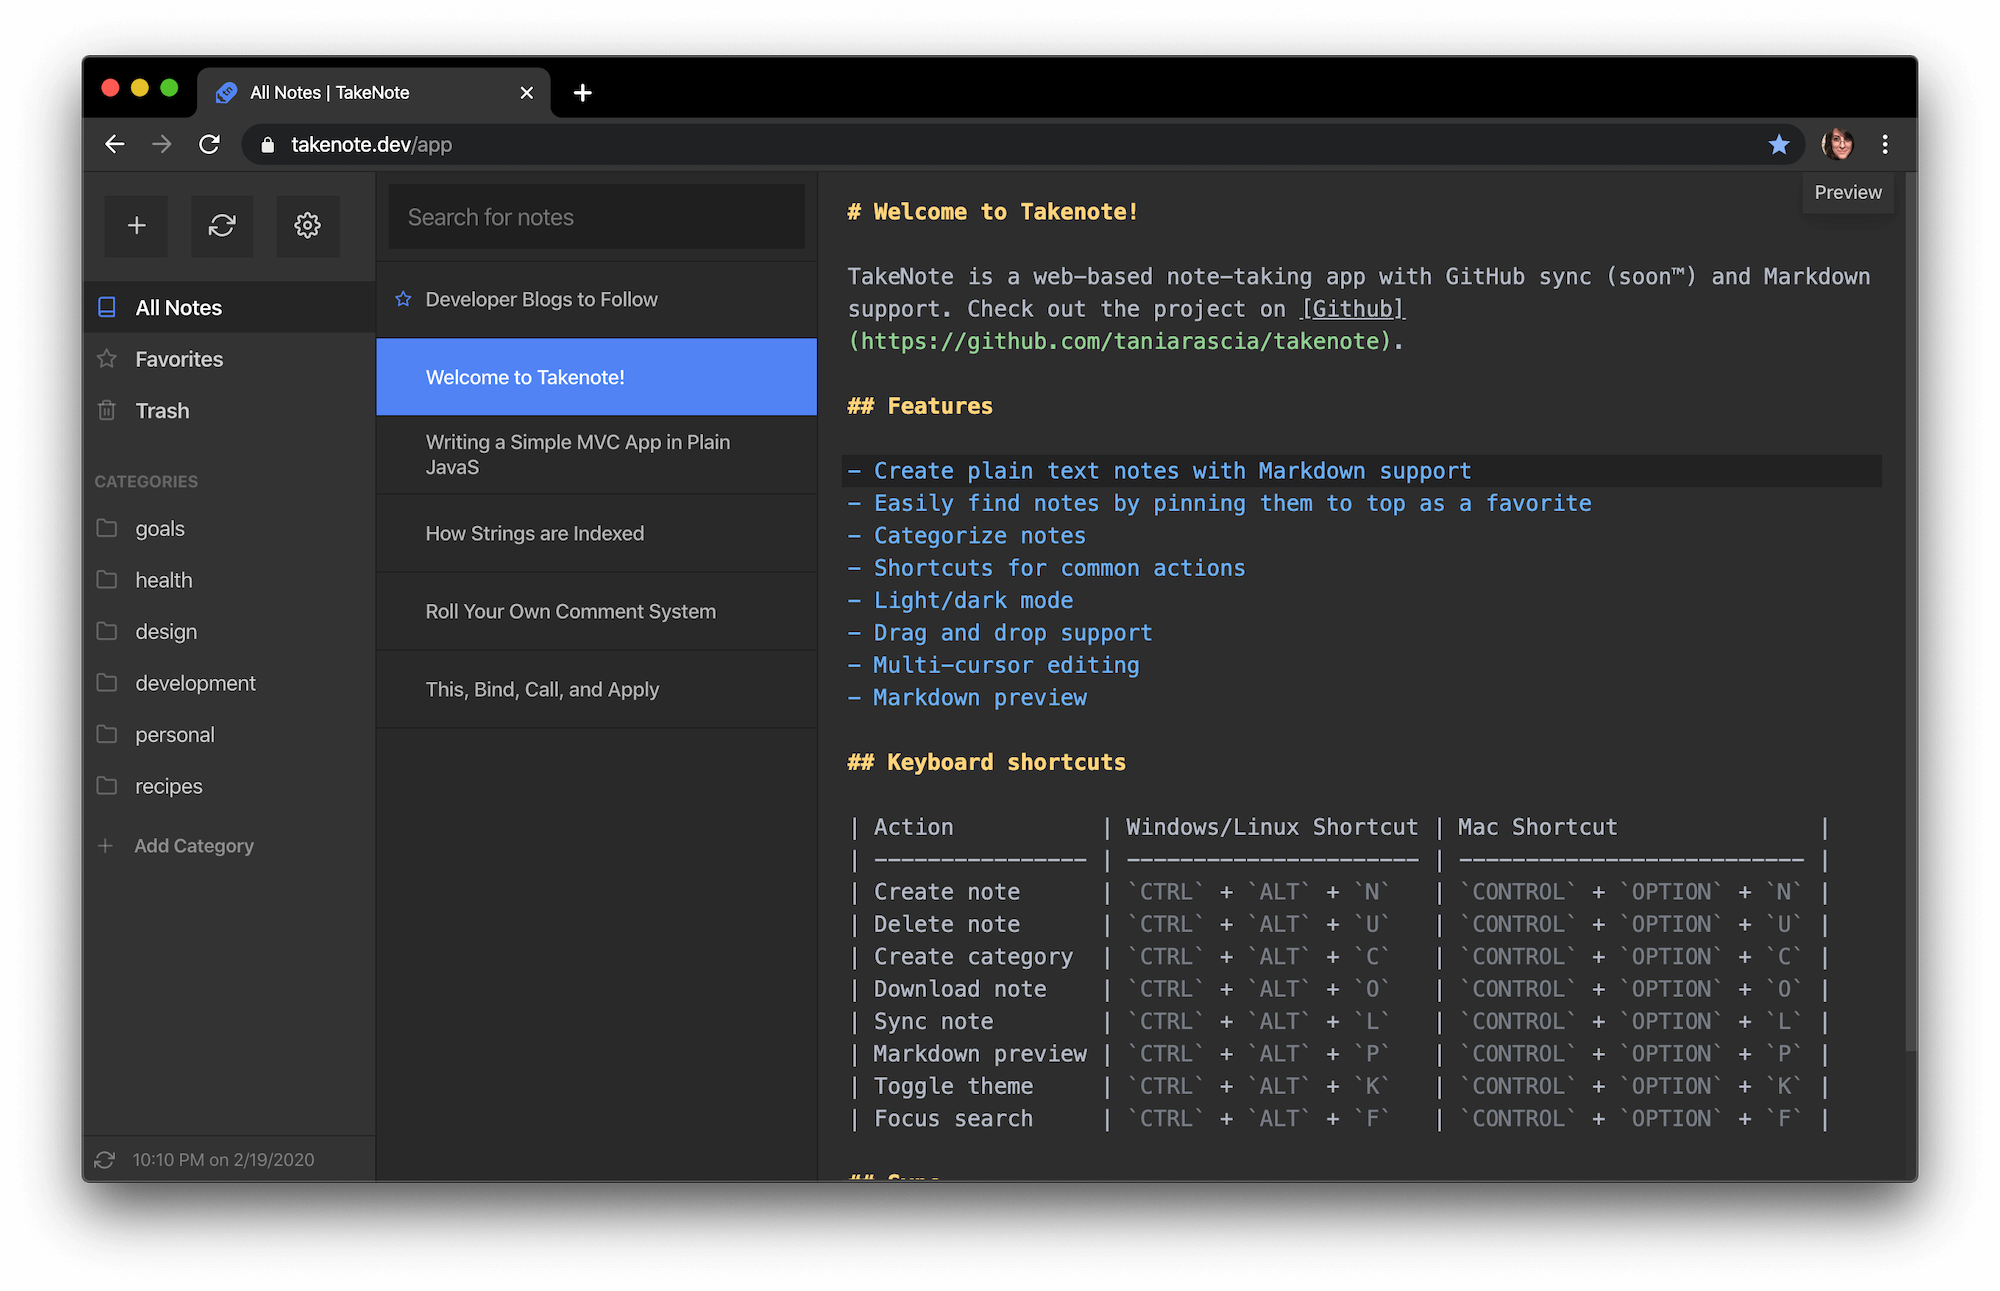 All Notes | TakeNote
takenote.dev/app
All Notes
Favorites
Trash
CATEGORIES
goals
health
design
development
personal
recipes
Add Category
10:10 PM on 2/19/2020
Search for notes
Developer Blogs to Follow
Welcome to Takenote!
Writing a Simple MVC App in Plain
JavaS
How Strings are Indexed
Roll Your Own Comment System
This, Bind, Call, and Apply
Preview
# Welcome to Takenote!
TakeNote is a web-based note-taking app with GitHub sync (soon™) and Markdown
support. Check out the project on [Github]
(https://github.com/taniarascia/takenote).
## Features
- Create plain text notes with Markdown support
- Easily find notes by pinning them to top as a favorite
- Categorize notes
- Shortcuts for common actions
- Light/dark mode
- Drag and drop support
- Multi-cursor editing
- Markdown preview
## Keyboard shortcuts
| Action           | Windows/Linux Shortcut | Mac Shortcut               |
| ---------------- | ---------------------- | -------------------------- |
| Create note      | `CTRL` + `ALT` + `N`   | `CONTROL` + `OPTION` + `N` |
| Delete note      | `CTRL` + `ALT` + `U`   | `CONTROL` + `OPTION` + `U` |
| Create category  | `CTRL` + `ALT` + `C`   | `CONTROL` + `OPTION` + `C` |
| Download note    | `CTRL` + `ALT` + `O`   | `CONTROL` + `OPTION` + `O` |
| Sync note        | `CTRL` + `ALT` + `L`   | `CONTROL` + `OPTION` + `L` |
| Markdown preview | `CTRL` + `ALT` + `P`   | `CONTROL` + `OPTION` + `P` |
| Toggle theme     | `CTRL` + `ALT` + `K`   | `CONTROL` + `OPTION` + `K` |
| Focus search     | `CTRL` + `ALT` + `F`   | `CONTROL` + `OPTION` + `F` |